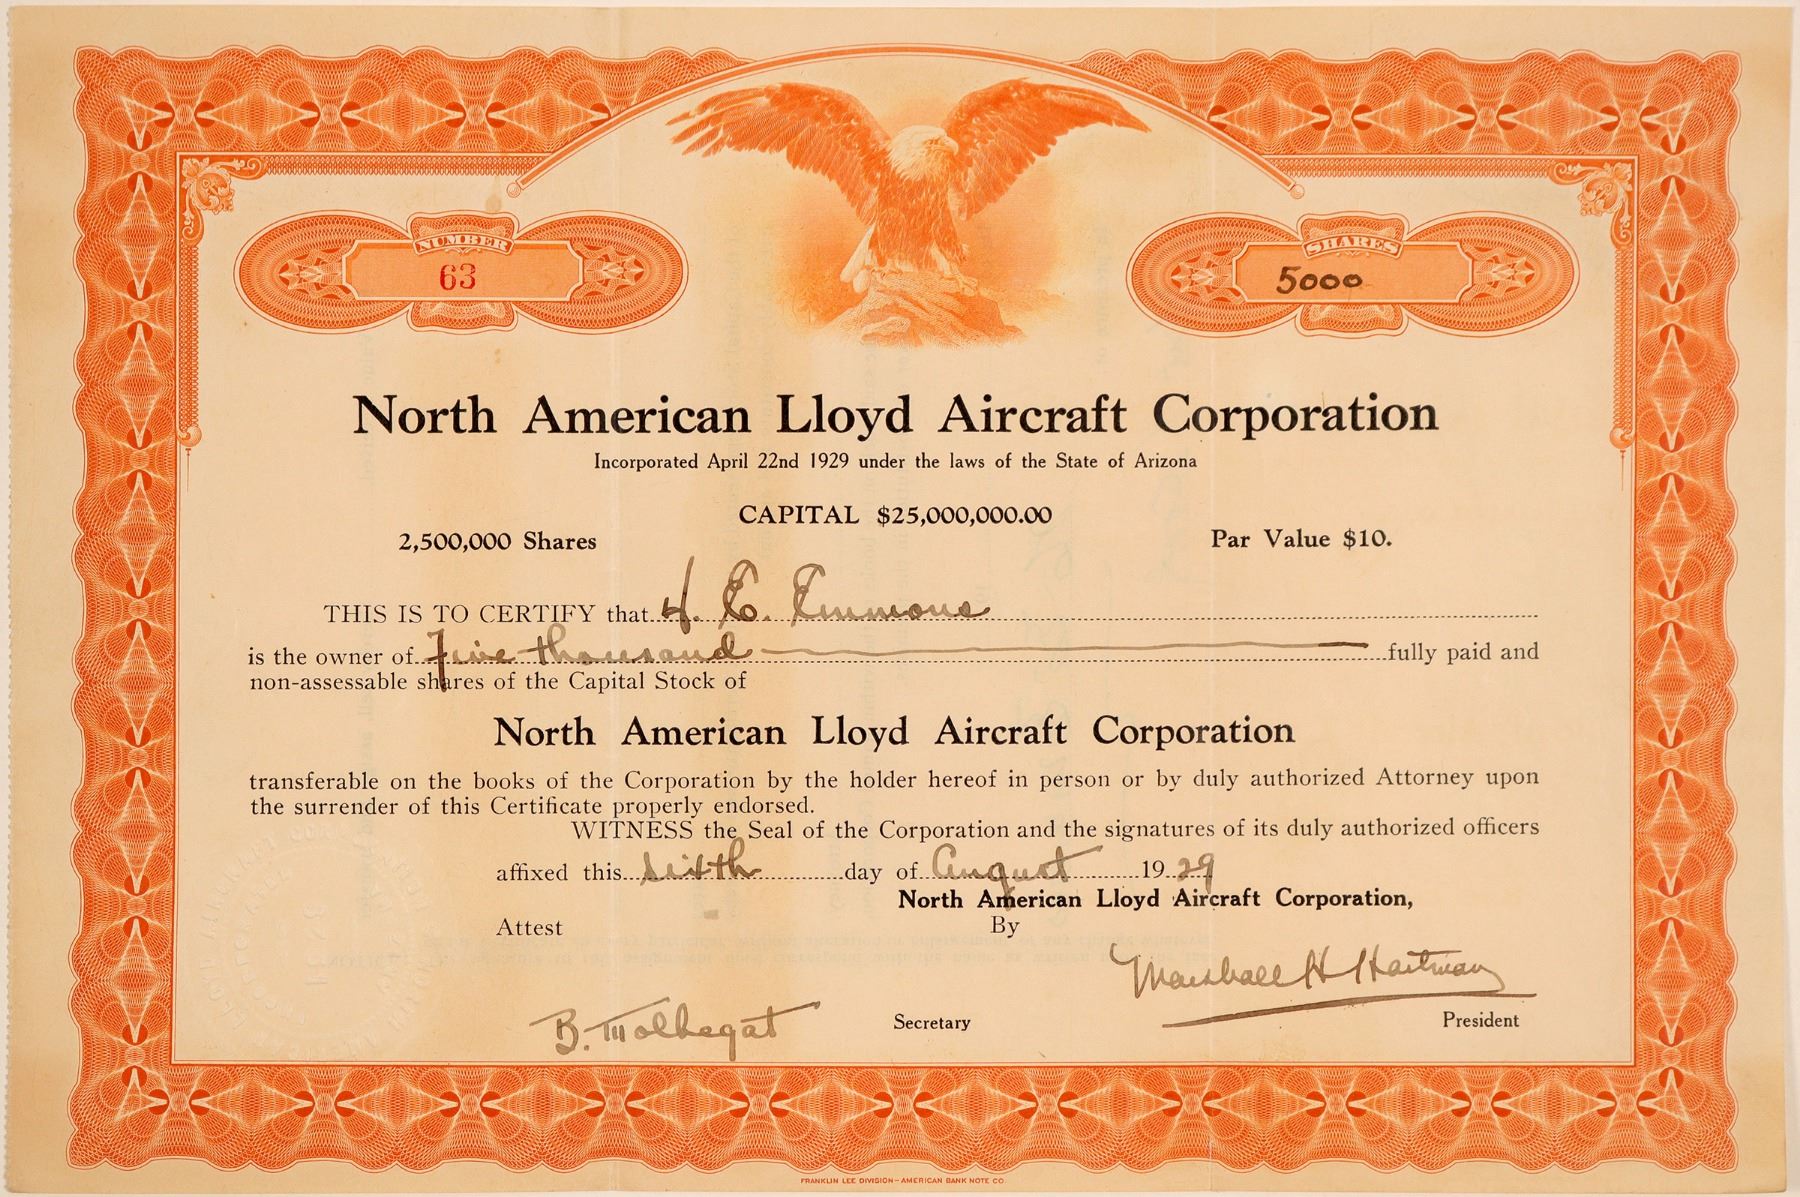 NUMBER
63
SHARES
5000
North American Lloyd Aircraft Corporation
Incorporated April 22nd 1929 under the laws of the State of Arizona
CAPITAL $25,000,000.00
2,500,000 Shares
Par Value $10.
THIS IS TO CERTIFY that E. Emmons
is the owner of Five thousand fully paid and
non-assessable shares of the Capital Stock of
North American Lloyd Aircraft Corporation
transferable on the books of the Corporation by the holder hereof in person or by duly authorized Attorney upon
the surrender of this Certificate properly endorsed.
WITNESS the Seal of the Corporation and the signatures of its duly authorized officers
affixed this sixth day of August 1929
North American Lloyd Aircraft Corporation,
Attest
By
Marshall H Hartman
B.
Secretary
President
FRANKLIN LEE DIVISION - AMERICAN BANK NOTE CO.